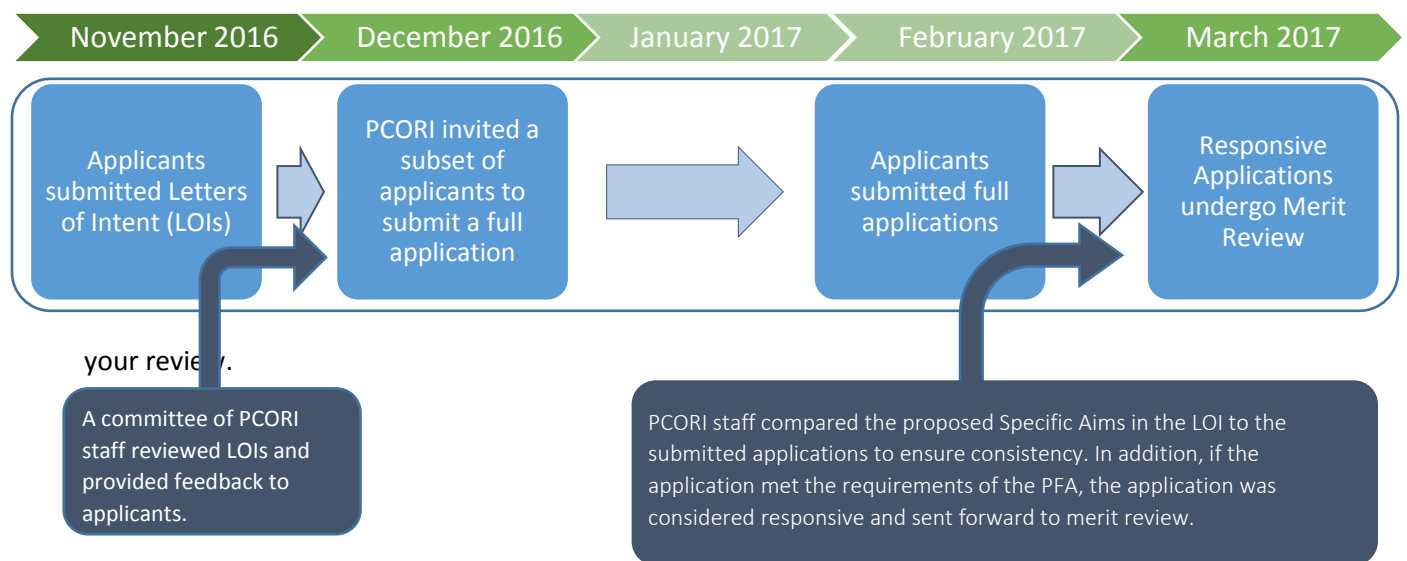 November 2016
December 2016
January 2017
February 2017
March 2017
Applicants
submitted Letters
of Intent (LOIs)
PCORI invited a
subset of
applicants to
submit a full
application
Applicants
submitted full
applications
Responsive
Applications
undergo Merit
Review
your review.
A committee of PCORI
staff reviewed LOIs and
provided feedback to
applicants.
PCORI staff compared the proposed Specific Aims in the LOI to the
submitted applications to ensure consistency. In addition, if the
application met the requirements of the PFA, the application was
considered responsive and sent forward to merit review.